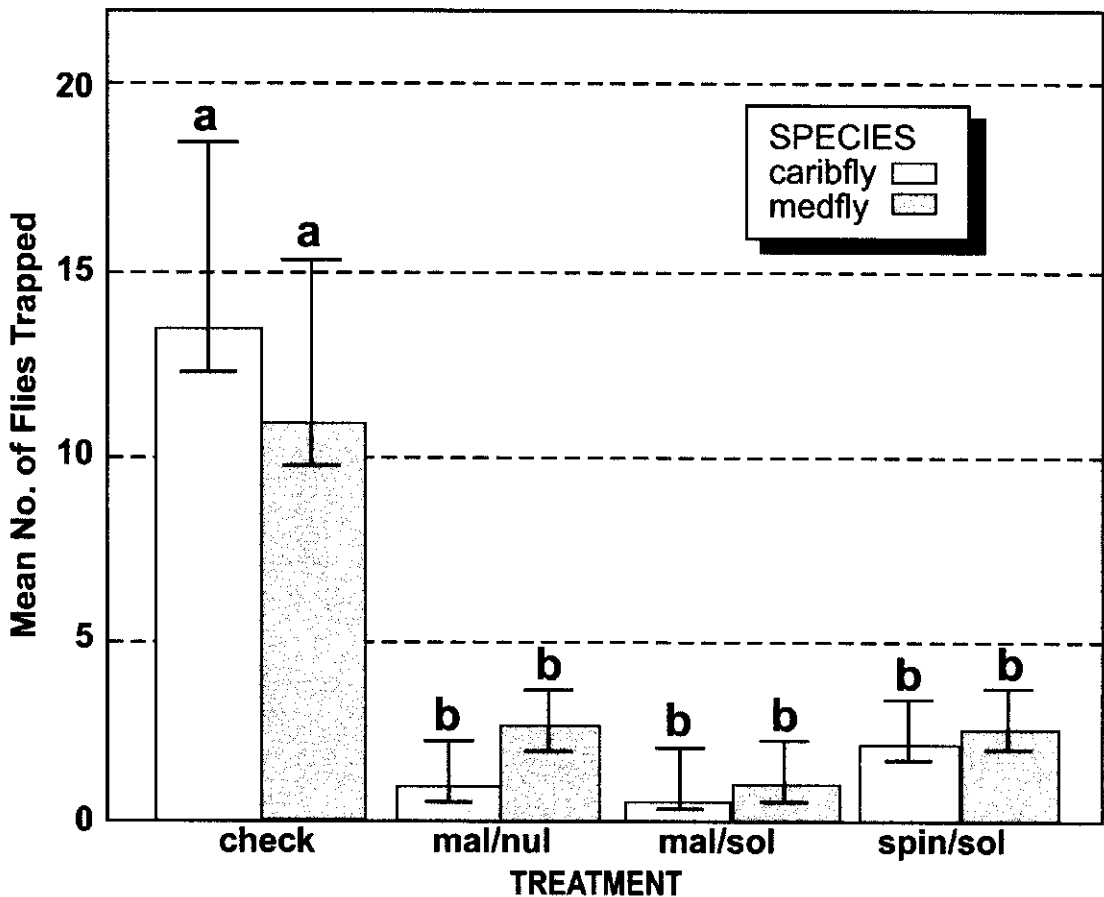 Mean No. of Flies Trapped
20
15
10
5
0
SPECIES
caribfly
medfly
a
a
b
b
b
b
b
b
check
mal/nul
mal/sol
spin/sol
TREATMENT